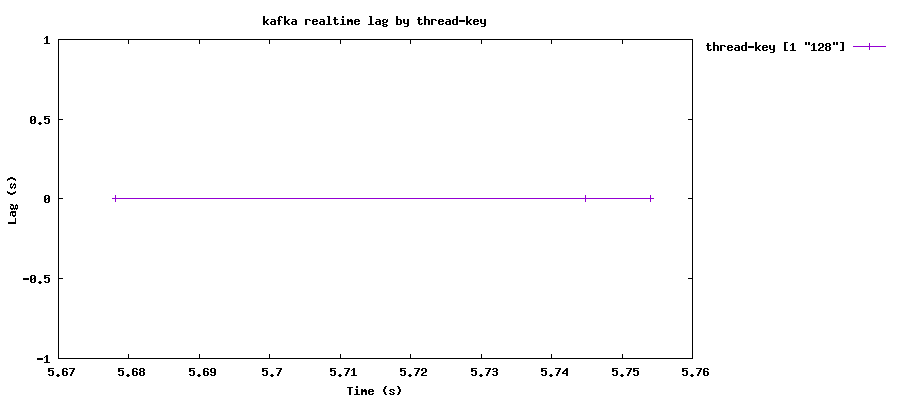 kafka realtime lag by thread-key
thread-key [1 "128"]
1
0.5
0
-0.5
-1
Lag (s)
5.67 5.68 5.69 5.7 5.71 5.72 5.73 5.74 5.75 5.76
Time (s)